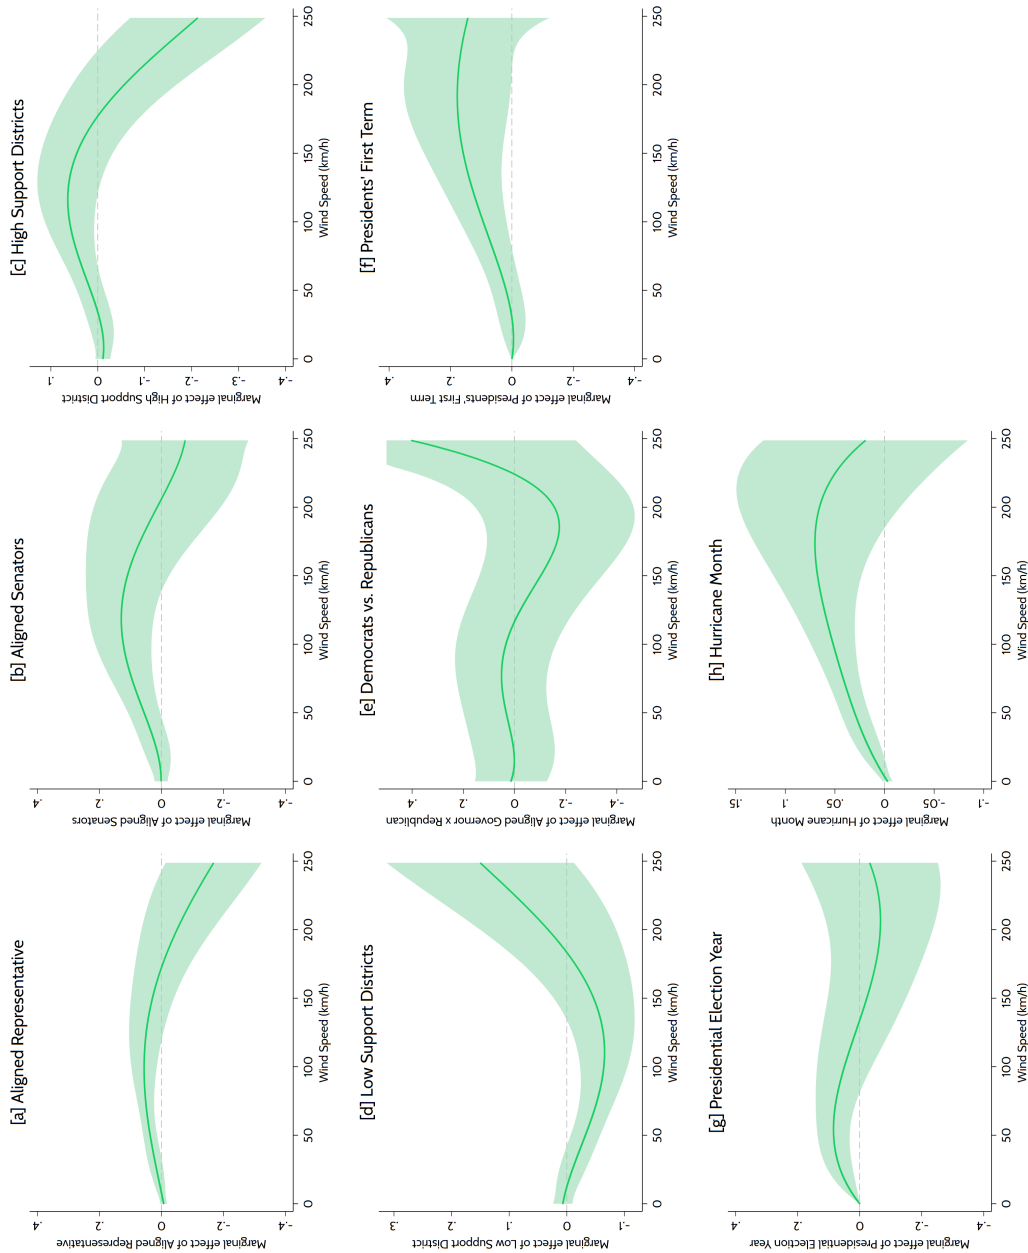 [a] Aligned Representative
Marginal effect of Aligned Representative
.4
.2
0
-.2
-.4
0 50 100 150 200 250
Wind Speed (km/h)
[b] Aligned Senators
Marginal effect of Aligned Senators
.4
.2
0
-.2
-.4
0 50 100 150 200 250
Wind Speed (km/h)
[c] High Support Districts
Marginal effect of High Support District
.1
0
-.1
-.2
-.3
-.4
0 50 100 150 200 250
Wind Speed (km/h)
[d] Low Support Districts
Marginal effect of Low Support District
.3
.2
.1
0
-.1
0 50 100 150 200 250
Wind Speed (km/h)
[e] Democrats vs. Republicans
Marginal effect of Aligned Governor x Republican
.4
.2
0
-.2
-.4
0 50 100 150 200 250
Wind Speed (km/h)
[f] Presidents' First Term
Marginal effect of Presidents' First Term
.4
.2
0
-.2
-.4
0 50 100 150 200 250
Wind Speed (km/h)
[g] Presidential Election Year
Marginal effect of Presidential Election Year
.4
.2
0
-.2
-.4
0 50 100 150 200 250
Wind Speed (km/h)
[h] Hurricane Month
Marginal effect of Hurricane Month
.15
.1
.05
0
-.05
-.1
0 50 100 150 200 250
Wind Speed (km/h)